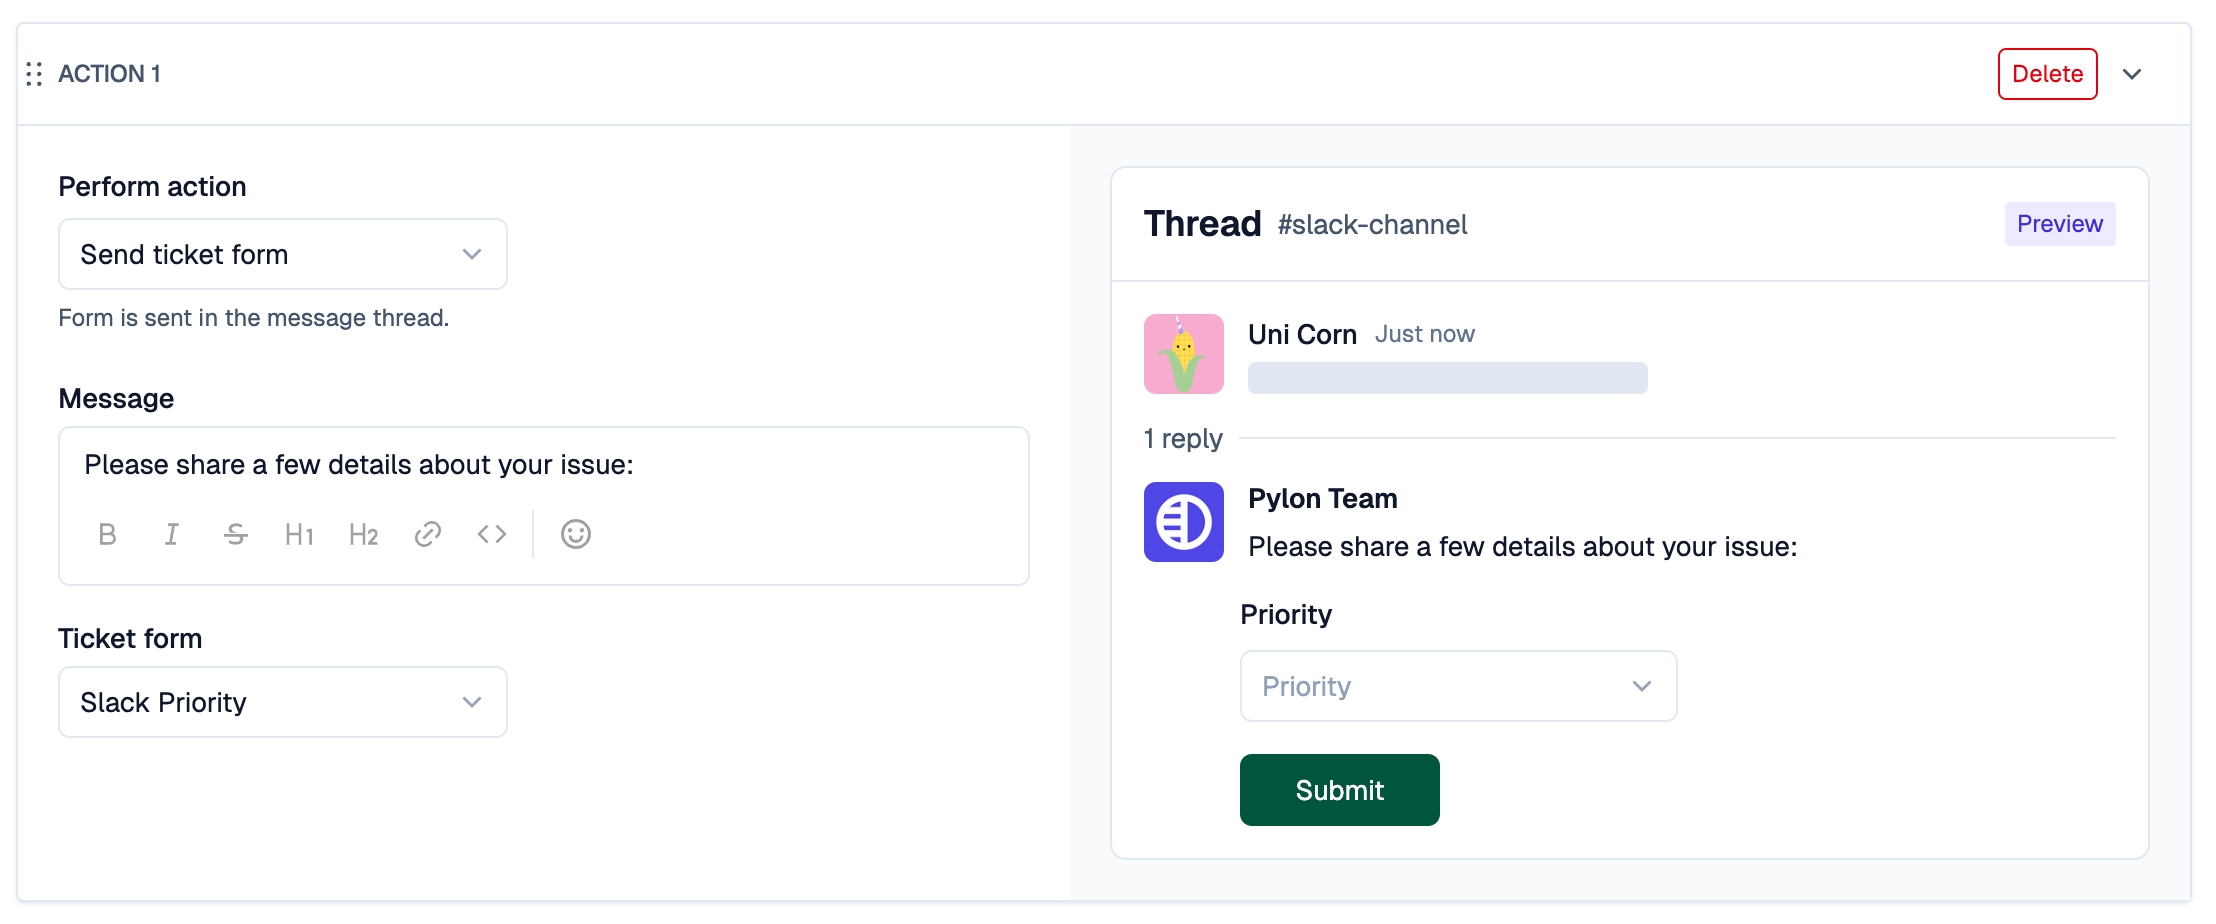 ACTION 1
Delete
Perform action
Send ticket form
Form is sent in the message thread.
Message
Please share a few details about your issue:
B I S H1 H2
Ticket form
Slack Priority
Thread #slack-channel
Preview
Uni Corn Just now
1 reply
Pylon Team
Please share a few details about your issue:
Priority
Priority
Submit